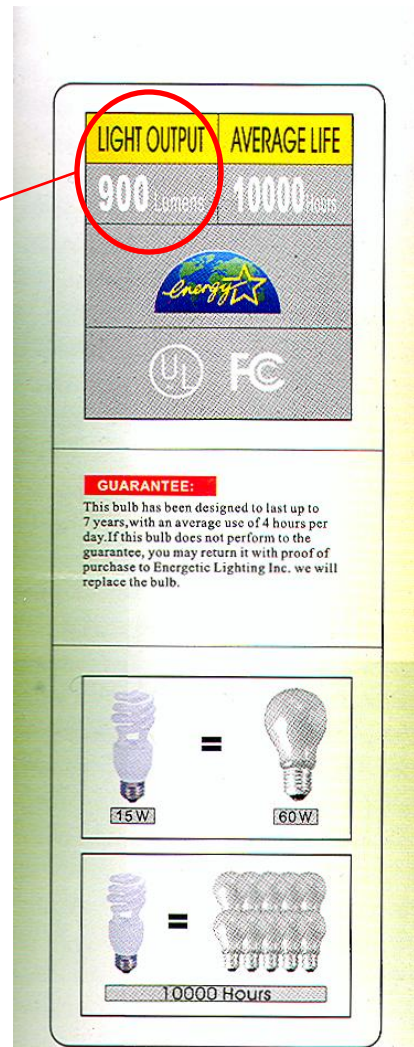 LIGHT OUTPUT AVERAGE LIFE
900 Lumens 10000 Hours
energy
UL FC
GUARANTEE:
This bulb has been designed to last up to
7 years,with an average use of 4 hours per
day.If this bulb does not perform to the
guarantee, you may return it with proof of
purchase to Energetic Lighting Inc. we will
replace the bulb.
=
15W 60W
=
10000 Hours